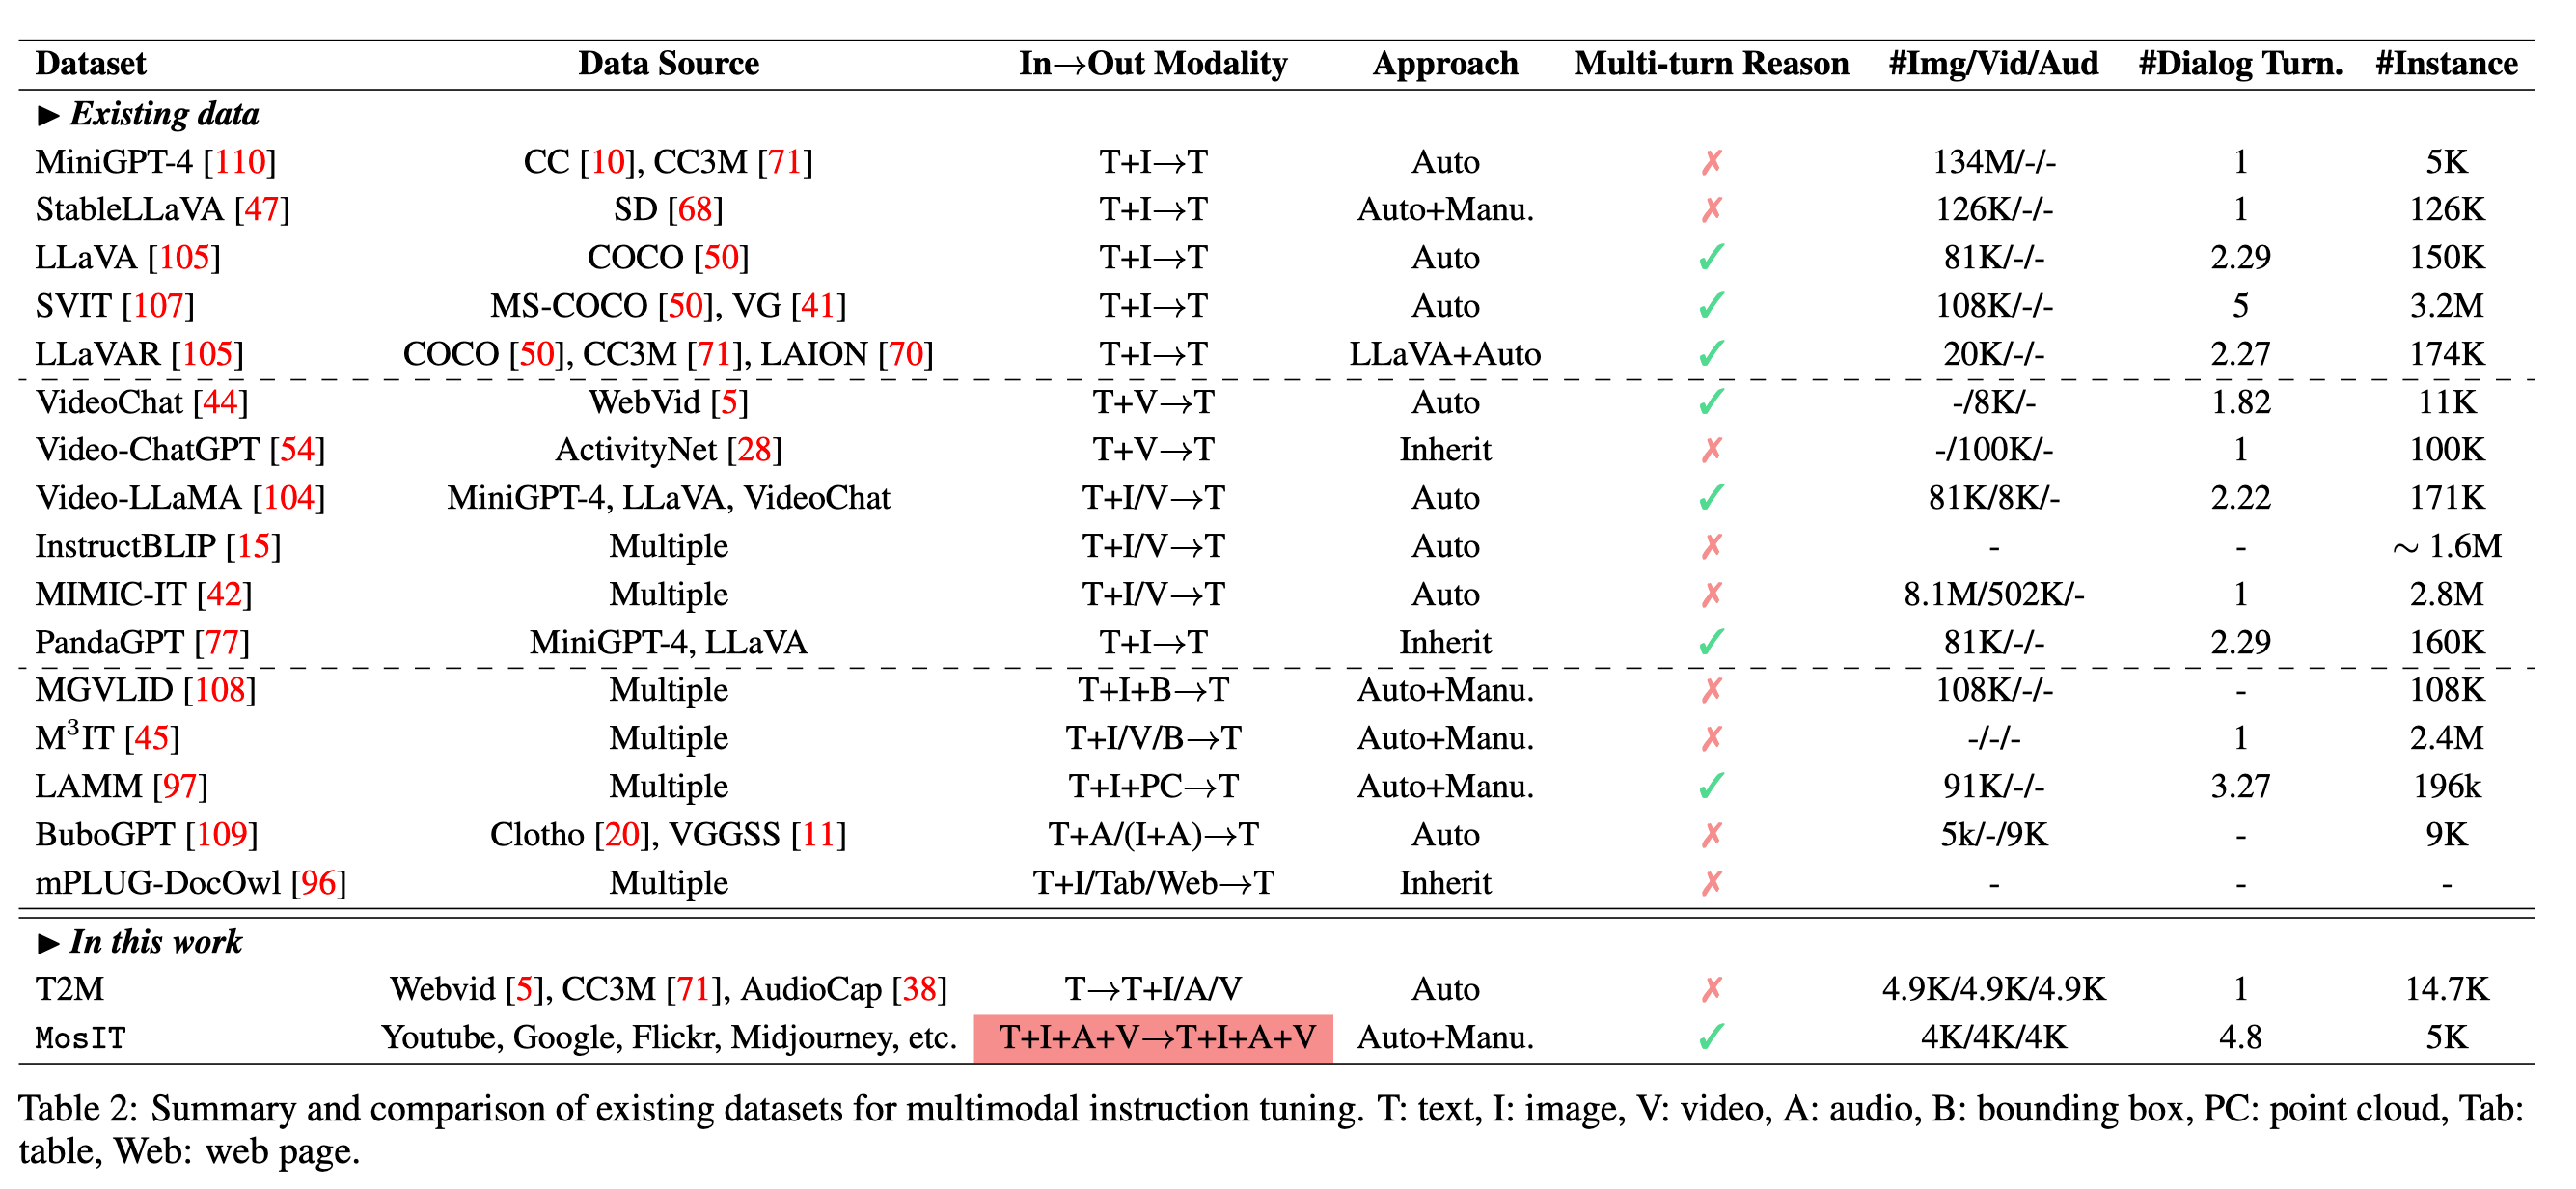 Dataset Data Source In→Out Modality Approach Multi-turn Reason #Img/Vid/Aud #Dialog Turn. #Instance
▶ Existing data
MiniGPT-4 [110] CC [10], CC3M [71] T+I→T Auto ✗ 134M/-/- 1 5K
StableLLaVA [47] SD [68] T+I→T Auto+Manu. ✗ 126K/-/- 1 126K
LLaVA [105] COCO [50] T+I→T Auto ✓ 81K/-/- 2.29 150K
SVIT [107] MS-COCO [50], VG [41] T+I→T Auto ✓ 108K/-/- 5 3.2M
LLaVAR [105] COCO [50], CC3M [71], LAION [70] T+I→T LLaVA+Auto ✓ 20K/-/- 2.27 174K
VideoChat [44] WebVid [5] T+V→T Auto ✓ -/8K/- 1.82 11K
Video-ChatGPT [54] ActivityNet [28] T+V→T Inherit ✗ -/100K/- 1 100K
Video-LLaMA [104] MiniGPT-4, LLaVA, VideoChat T+I/V→T Auto ✓ 81K/8K/- 2.22 171K
InstructBLIP [15] Multiple T+I/V→T Auto ✗ - - ∼ 1.6M
MIMIC-IT [42] Multiple T+I/V→T Auto ✗ 8.1M/502K/- 1 2.8M
PandaGPT [77] MiniGPT-4, LLaVA T+I→T Inherit ✓ 81K/-/- 2.29 160K
MGVLID [108] Multiple T+I+B→T Auto+Manu. ✗ 108K/-/- - 108K
M³IT [45] Multiple T+I/V/B→T Auto+Manu. ✗ -/-/- 1 2.4M
LAMM [97] Multiple T+I+PC→T Auto+Manu. ✓ 91K/-/- 3.27 196k
BuboGPT [109] Clotho [20], VGGSS [11] T+A/(I+A)→T Auto ✗ 5k/-/9K - 9K
mPLUG-DocOwl [96] Multiple T+I/Tab/Web→T Inherit ✗ - - -
▶ In this work
T2M Webvid [5], CC3M [71], AudioCap [38] T→T+I/A/V Auto ✗ 4.9K/4.9K/4.9K 1 14.7K
MosIT Youtube, Google, Flickr, Midjourney, etc. T+I+A+V→T+I+A+V Auto+Manu. ✓ 4K/4K/4K 4.8 5K
Table 2: Summary and comparison of existing datasets for multimodal instruction tuning. T: text, I: image, V: video, A: audio, B: bounding box, PC: point cloud, Tab:
table, Web: web page.